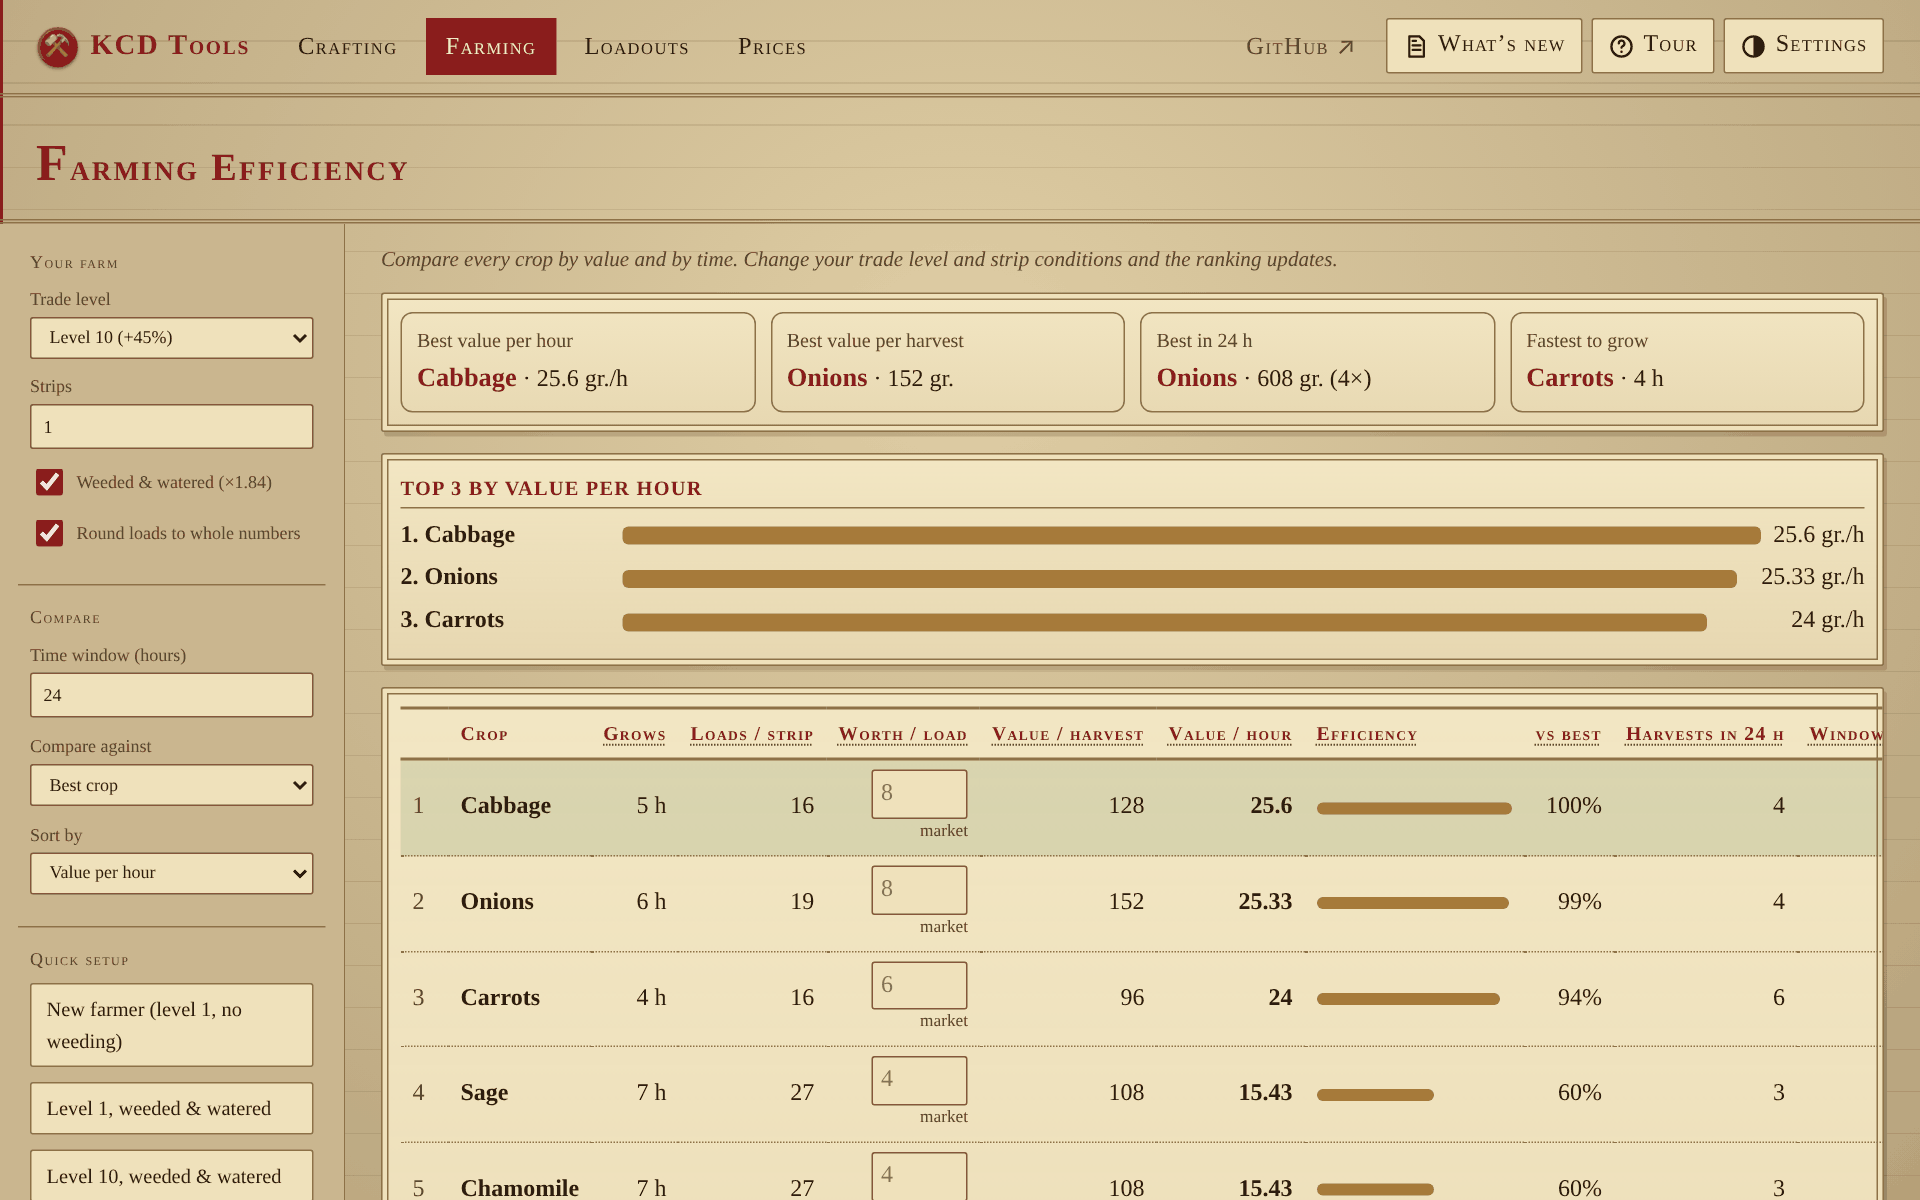 KCD Tools Crafting Farming Loadouts Prices GitHub ↗ What's new Tour Settings
Farming Efficiency
Your farm
Trade level
Level 10 (+45%)
Strips
1
Weeded & watered (×1.84)
Round loads to whole numbers
Compare
Time window (hours)
24
Compare against
Best crop
Sort by
Value per hour
Quick setup
New farmer (level 1, no
weeding)
Level 1, weeded & watered
Level 10, weeded & watered
Compare every crop by value and by time. Change your trade level and strip conditions and the ranking updates.
Best value per hour
Cabbage · 25.6 gr./h
Best value per harvest
Onions · 152 gr.
Best in 24 h
Onions · 608 gr. (4×)
Fastest to grow
Carrots · 4 h
TOP 3 BY VALUE PER HOUR
1. Cabbage 25.6 gr./h
2. Onions 25.33 gr./h
3. Carrots 24 gr./h
Crop Grows Loads / strip Worth / load Value / harvest Value / hour Efficiency vs best Harvests in 24 h Window
1 Cabbage 5 h 16 8 128 25.6 100% 4
market
2 Onions 6 h 19 8 152 25.33 99% 4
market
3 Carrots 4 h 16 6 96 24 94% 6
market
4 Sage 7 h 27 4 108 15.43 60% 3
market
5 Chamomile 7 h 27 4 108 15.43 60% 3